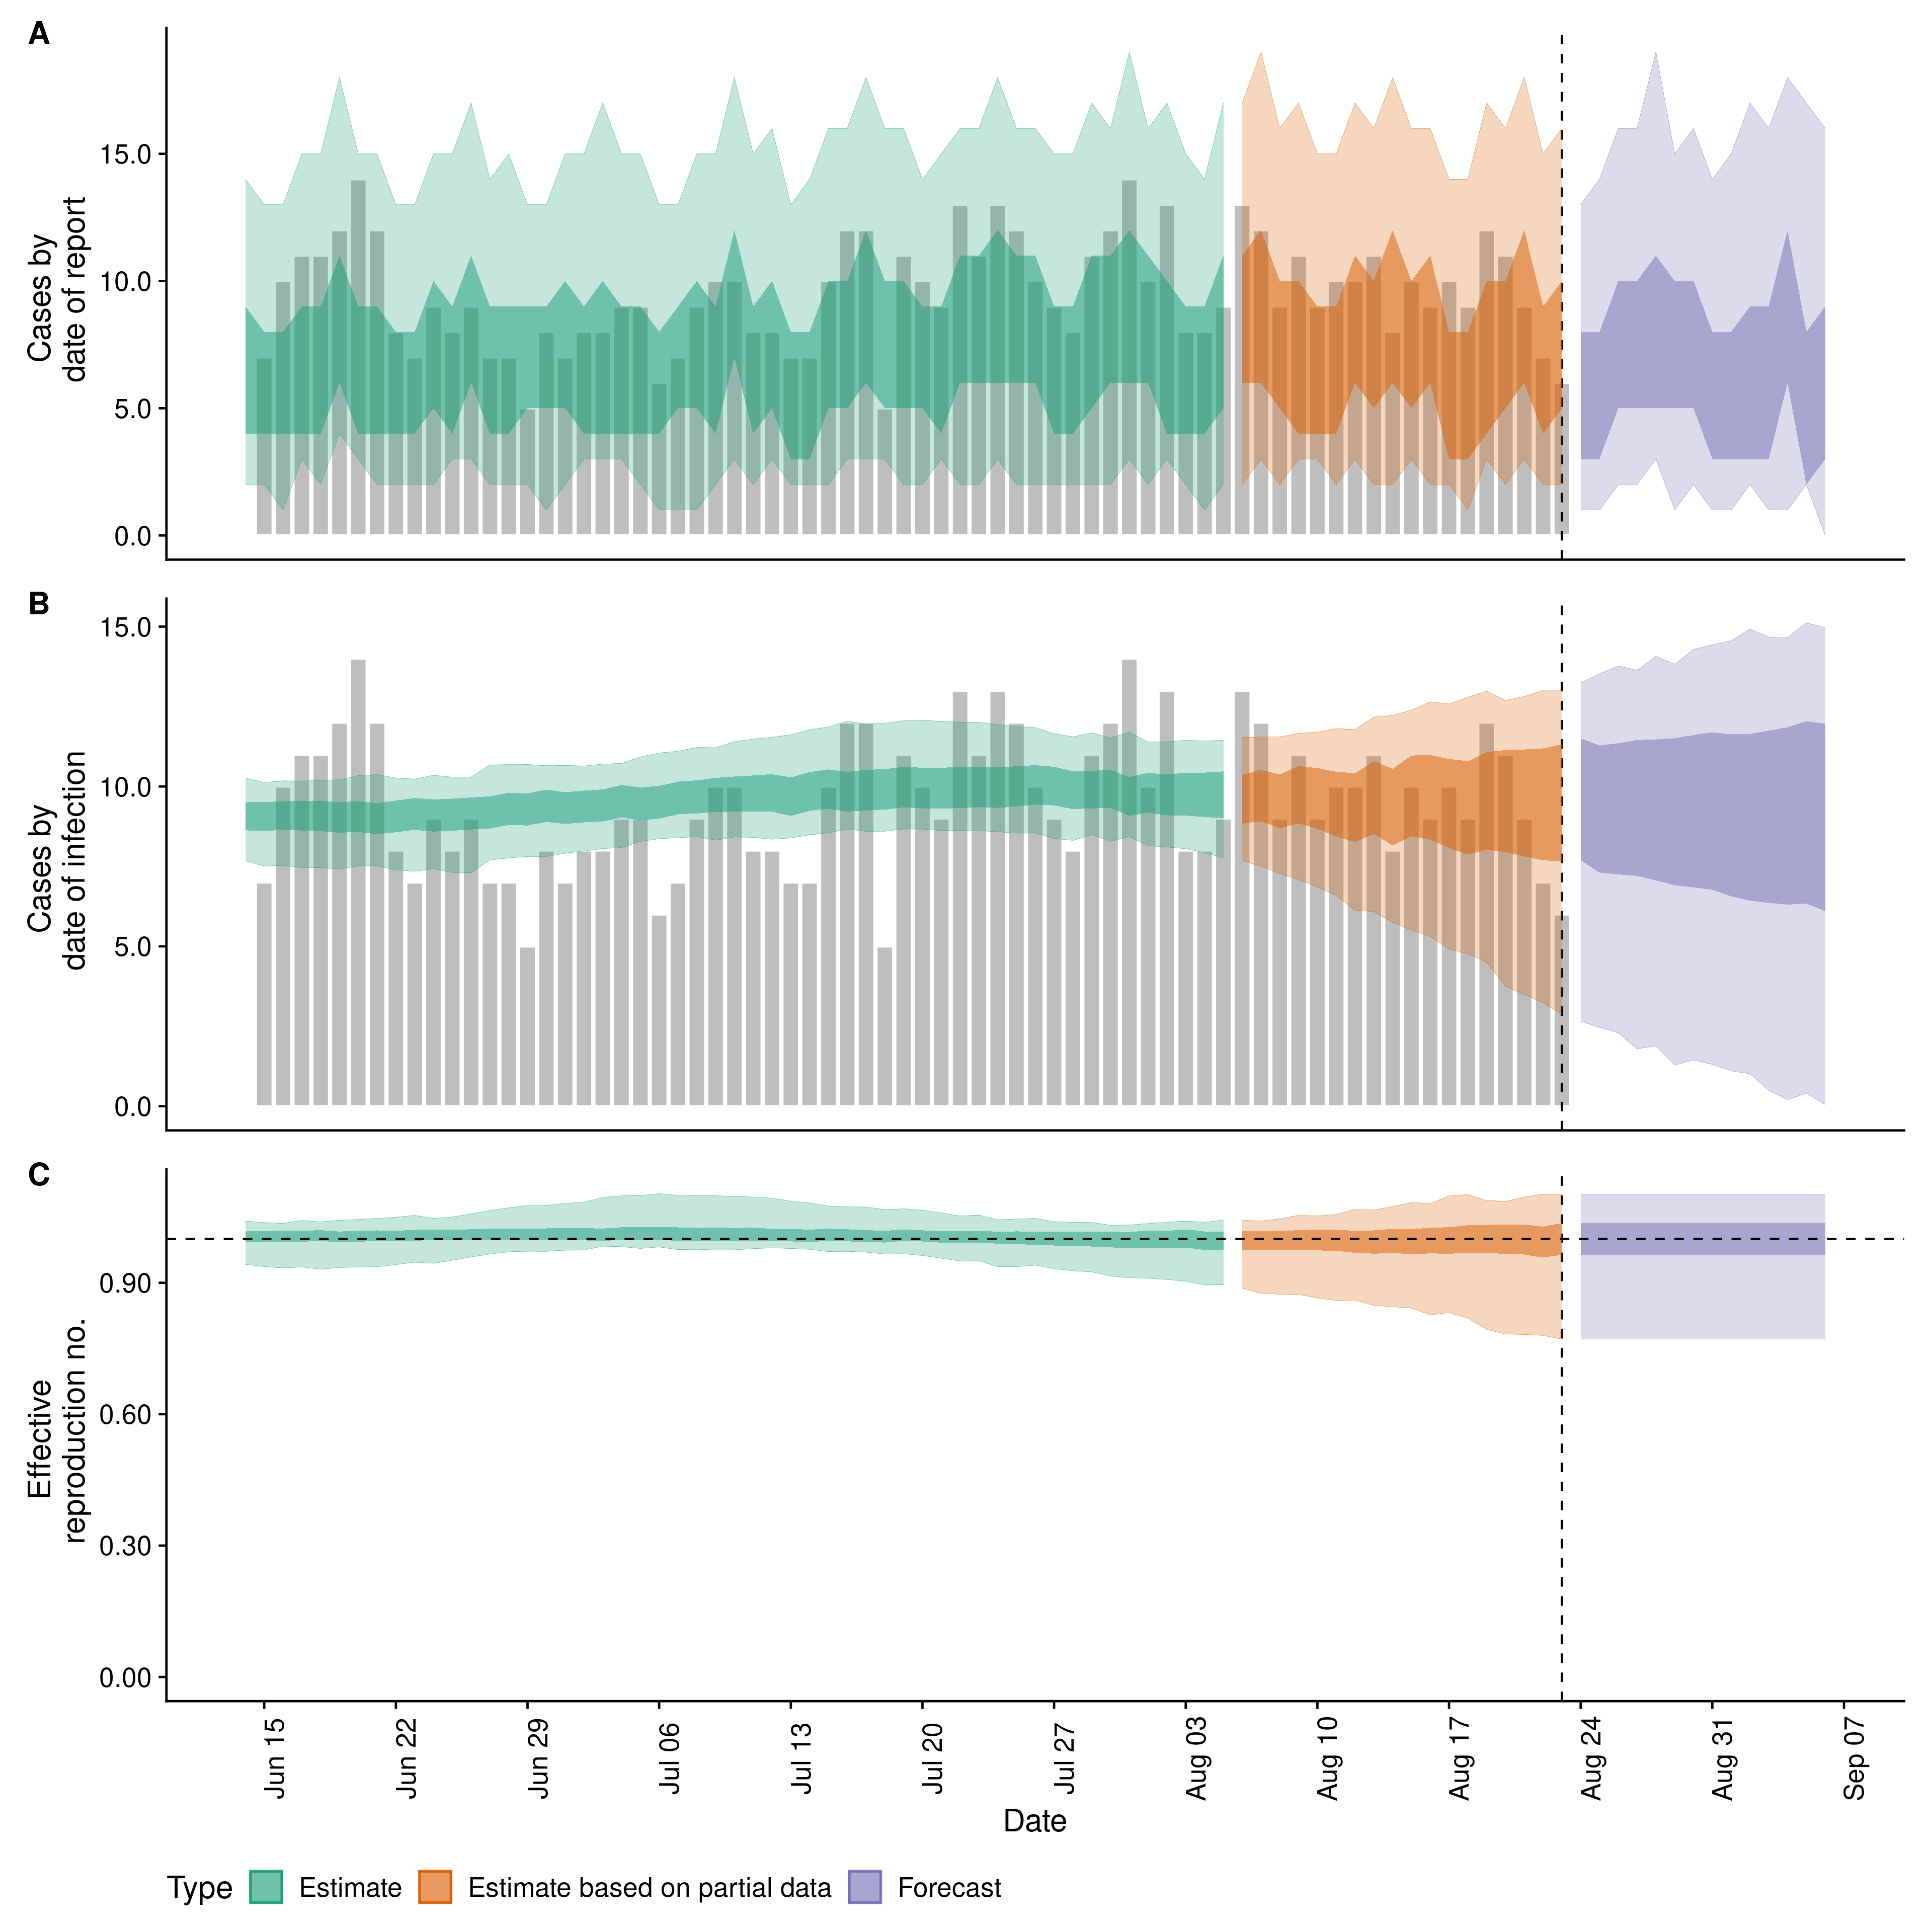 A
Cases by
date of report
15.0
10.0
5.0
0.0
B
Cases by
date of infection
15.0
10.0
5.0
0.0
C
Effective
reproduction no.
0.90
0.60
0.30
0.00
Jun 15
Jun 22
Jun 29
Jul 06
Jul 13
Jul 20
Jul 27
Aug 03
Aug 10
Aug 17
Aug 24
Aug 31
Sep 07
Date
Type Estimate Estimate based on partial data Forecast